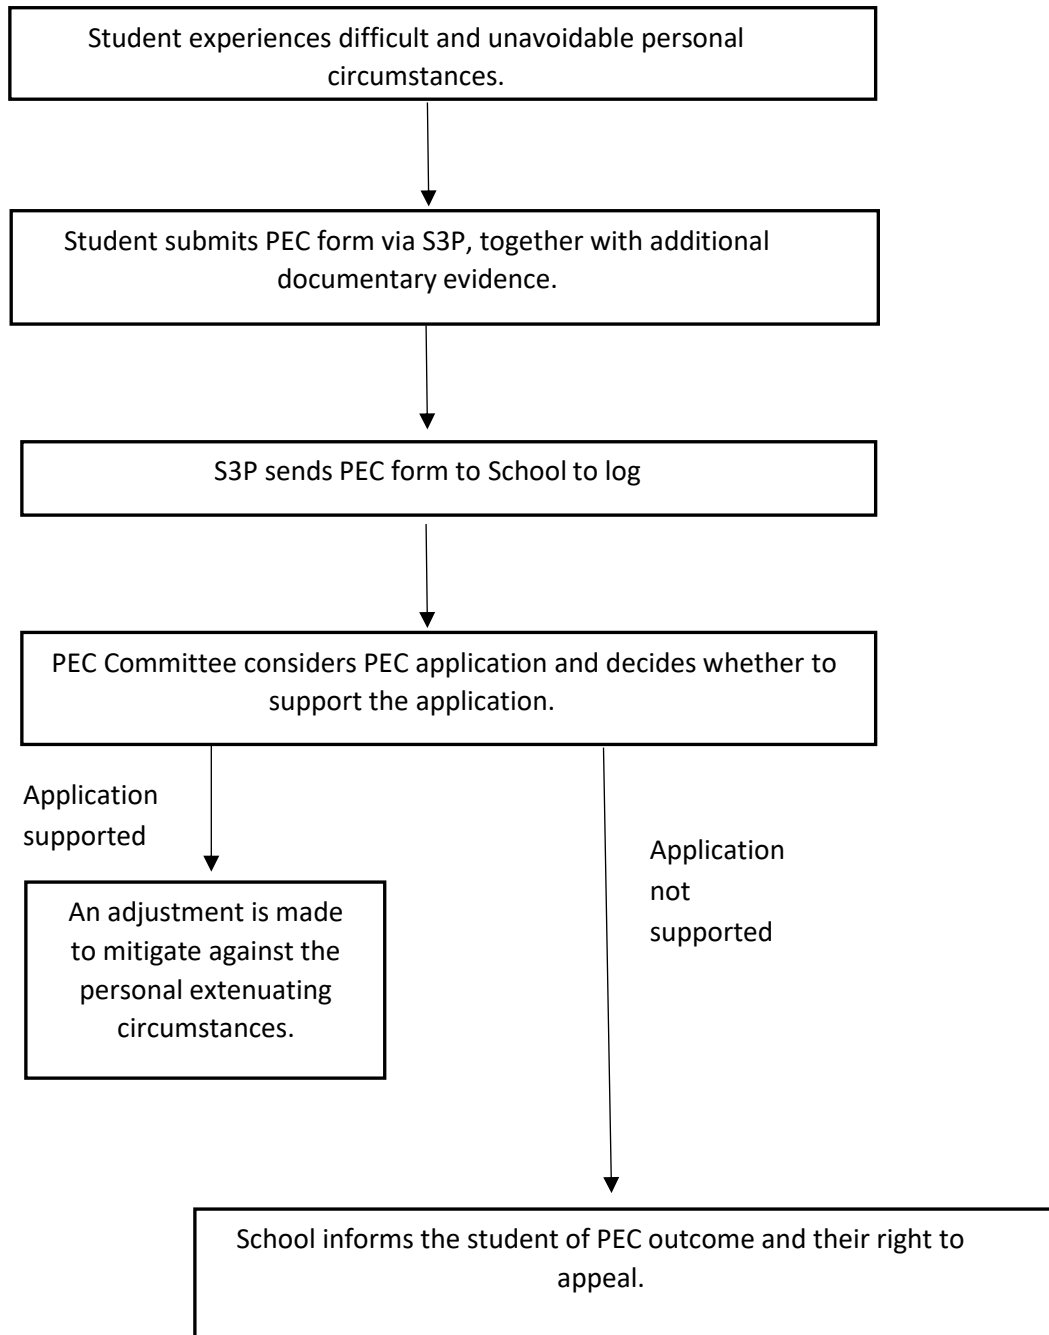 Student experiences difficult and unavoidable personal
circumstances.
Student submits PEC form via S3P, together with additional
documentary evidence.
S3P sends PEC form to School to log
PEC Committee considers PEC application and decides whether to
support the application.
Application
supported
Application
not
supported
An adjustment is made
to mitigate against the
personal extenuating
circumstances.
School informs the student of PEC outcome and their right to
appeal.